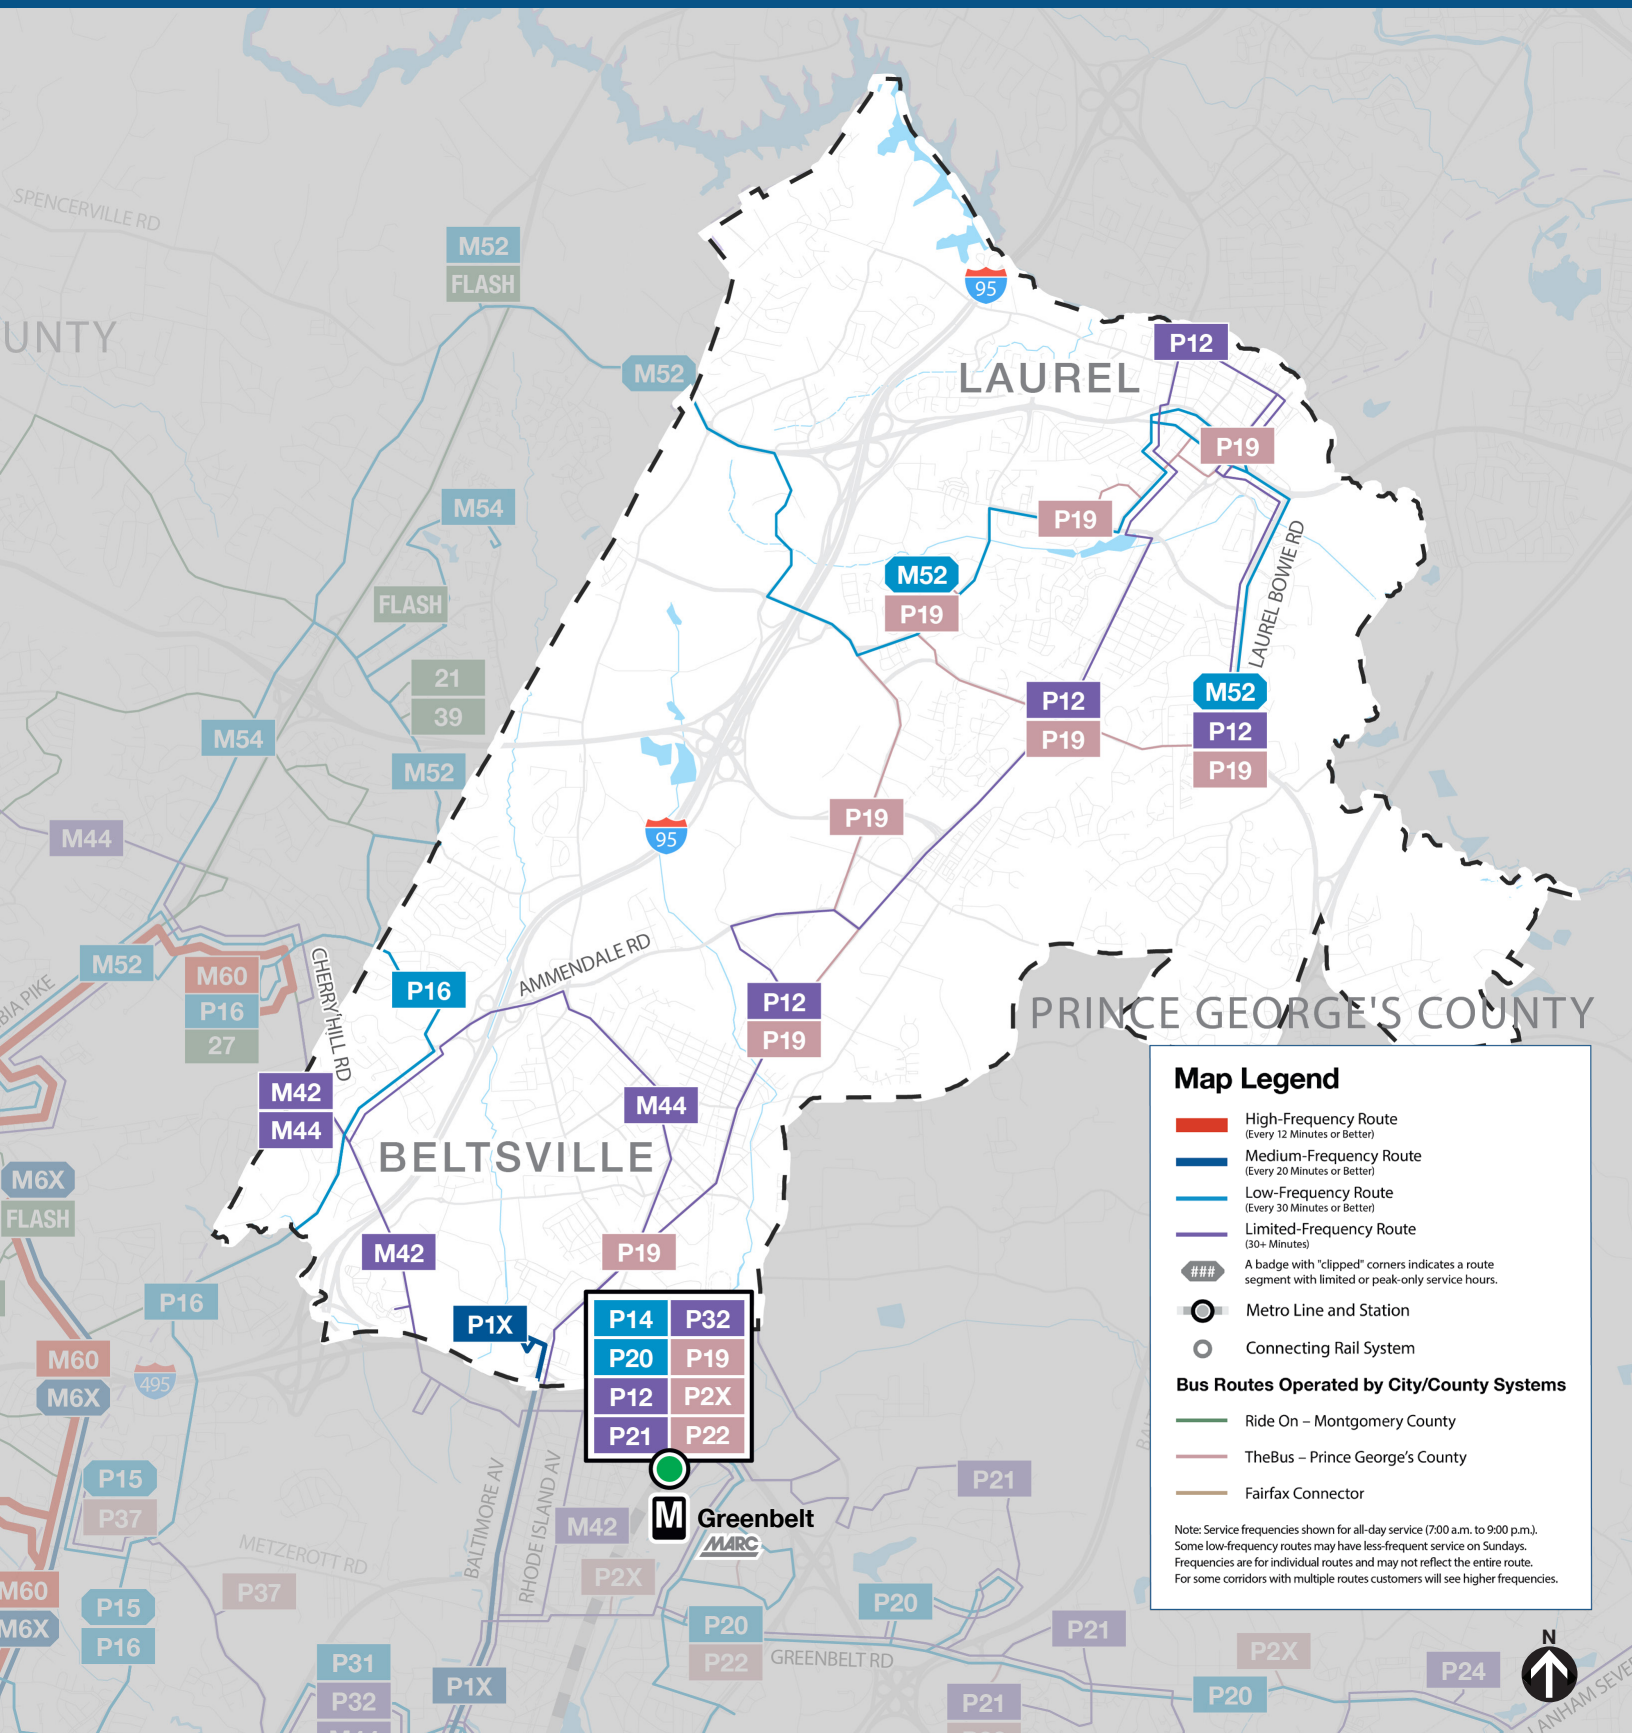 SPENCERVILLE RD
M52
FLASH
95
UNTY
P12
M52
LAUREL
P19
M54
P19
LAUREL BOWIE RD
M52
P19
FLASH
21
39
M54
M52
P12
P19
M52
P12
P19
M44
P19
95
M52
M60
P16
27
BIA PIKE
CHERRY HILL RD
AMMENDALE RD
P16
P12
P19
PRINCE GEORGE'S COUNTY
M42
M44
M44
BELTSVILLE
M6X
FLASH
M42
P19
P16
P1X
P14 P32
P20 P19
P12 P2X
P21 P22
M60
M6X
495
Map Legend
High-Frequency Route
(Every 12 Minutes or Better)
Medium-Frequency Route
(Every 20 Minutes or Better)
Low-Frequency Route
(Every 30 Minutes or Better)
Limited-Frequency Route
(30+ Minutes)
###
A badge with "clipped" corners indicates a route
segment with limited or peak-only service hours.
Metro Line and Station
Connecting Rail System
Bus Routes Operated by City/County Systems
Ride On – Montgomery County
TheBus – Prince George's County
Fairfax Connector
Note: Service frequencies shown for all-day service (7:00 a.m. to 9:00 p.m.).
Some low-frequency routes may have less-frequent service on Sundays.
Frequencies are for individual routes and may not reflect the entire route.
For some corridors with multiple routes customers will see higher frequencies.
P15
P37
BALTIMORE AV
RHODE ISLAND AV
M42
M
Greenbelt
MARC
P21
METZEROTT RD
P37
P2X
M60
M6X
P15
P16
P20
P22
P20
GREENBELT RD
P21
P2X
N
P31
P32
P1X
P21
P20
P24